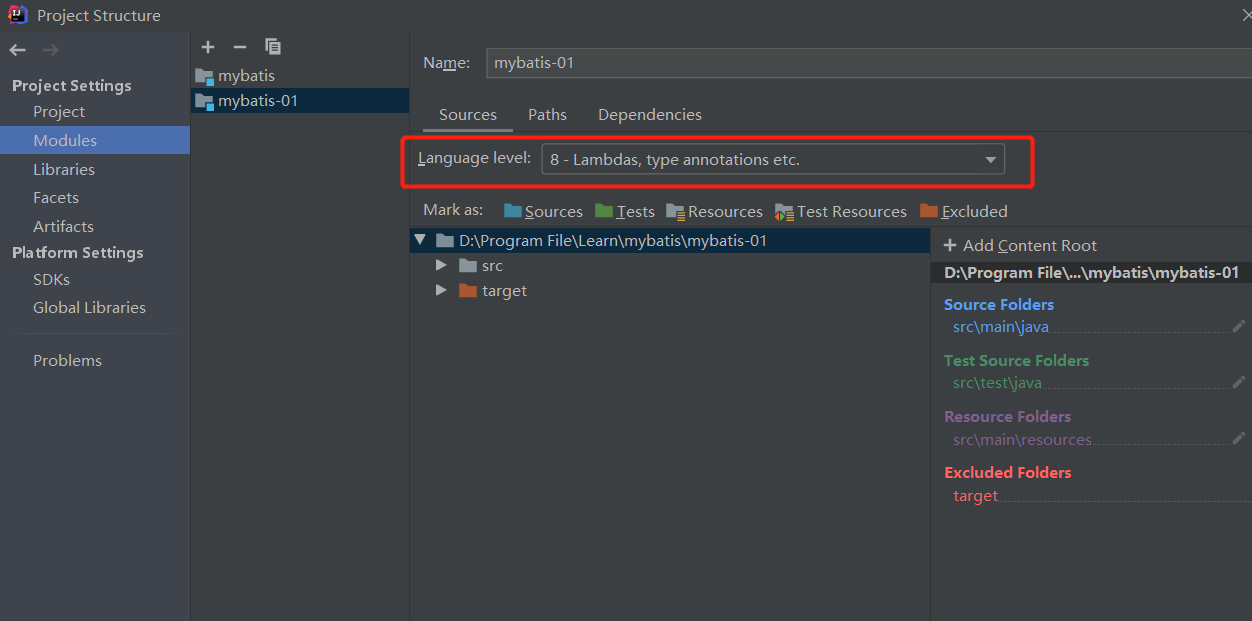 Project Structure
Project Settings
Project
Modules
Libraries
Facets
Artifacts
Platform Settings
SDKs
Global Libraries
Problems
mybatis
mybatis-01
Name: mybatis-01
Sources Paths Dependencies
Language level: 8 - Lambdas, type annotations etc.
Mark as: Sources Tests Resources Test Resources Excluded
D:\Program File\Learn\mybatis\mybatis-01
src
target
Add Content Root
D:\Program File\...\mybatis\mybatis-01
Source Folders
src\main\java
Test Source Folders
src\test\java
Resource Folders
src\main\resources
Excluded Folders
target